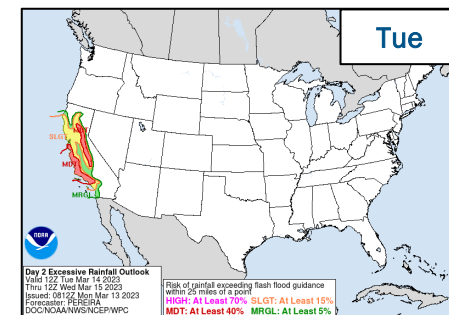 Tue
SLGT
MDT
MRGL
NOAA
Day 2 Excessive Rainfall Outlook
Valid 12Z Tue Mar 14 2023
Thru 12Z Wed Mar 15 2023
Issued: 0812Z Mon Mar 13 2023
Forecaster: PEREIRA
DOC/NOAA/NWS/NCEP/WPC
Risk of rainfall exceeding flash flood guidance
within 25 miles of a point
HIGH: At Least 70% SLGT: At Least 15%
MDT: At Least 40% MRGL: At Least 5%